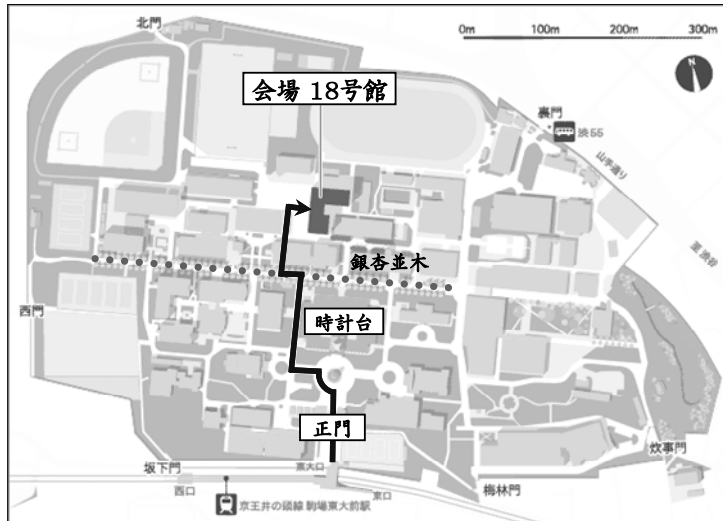 北門
0m 100m 200m 300m
N
会場 18号館
裏門
渋55
山手通り
至 渋谷
銀杏並木
西門
時計台
正門
坂下門
東大口
炊事門
西口
東口
梅林門
京王井の頭線 駒場東大前駅